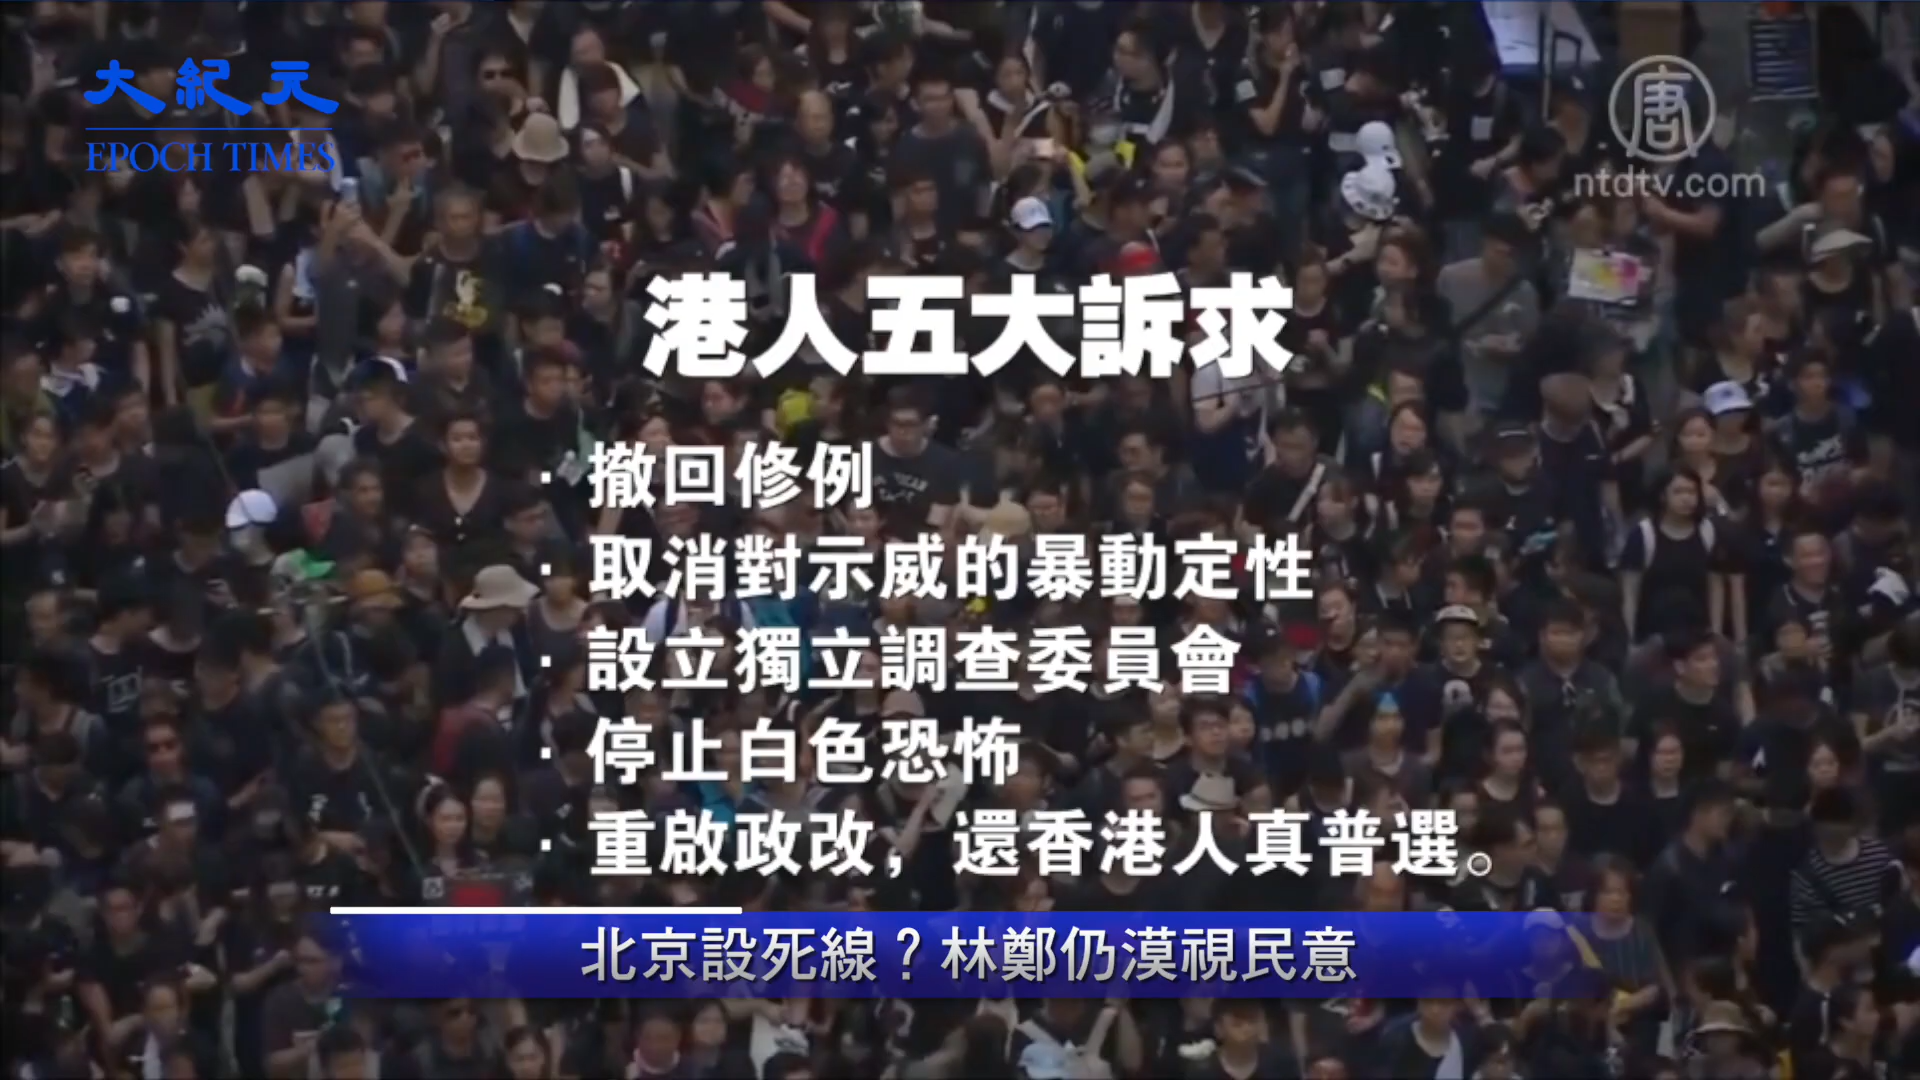 大紀元
EPOCH TIMES
唐
ntdtv.com
港人五大訴求
· 撤回修例
· 取消對示威的暴動定性
· 設立獨立調查委員會
· 停止白色恐怖
· 重啟政改，還香港人真普選。
北京設死線？林鄭仍漠視民意